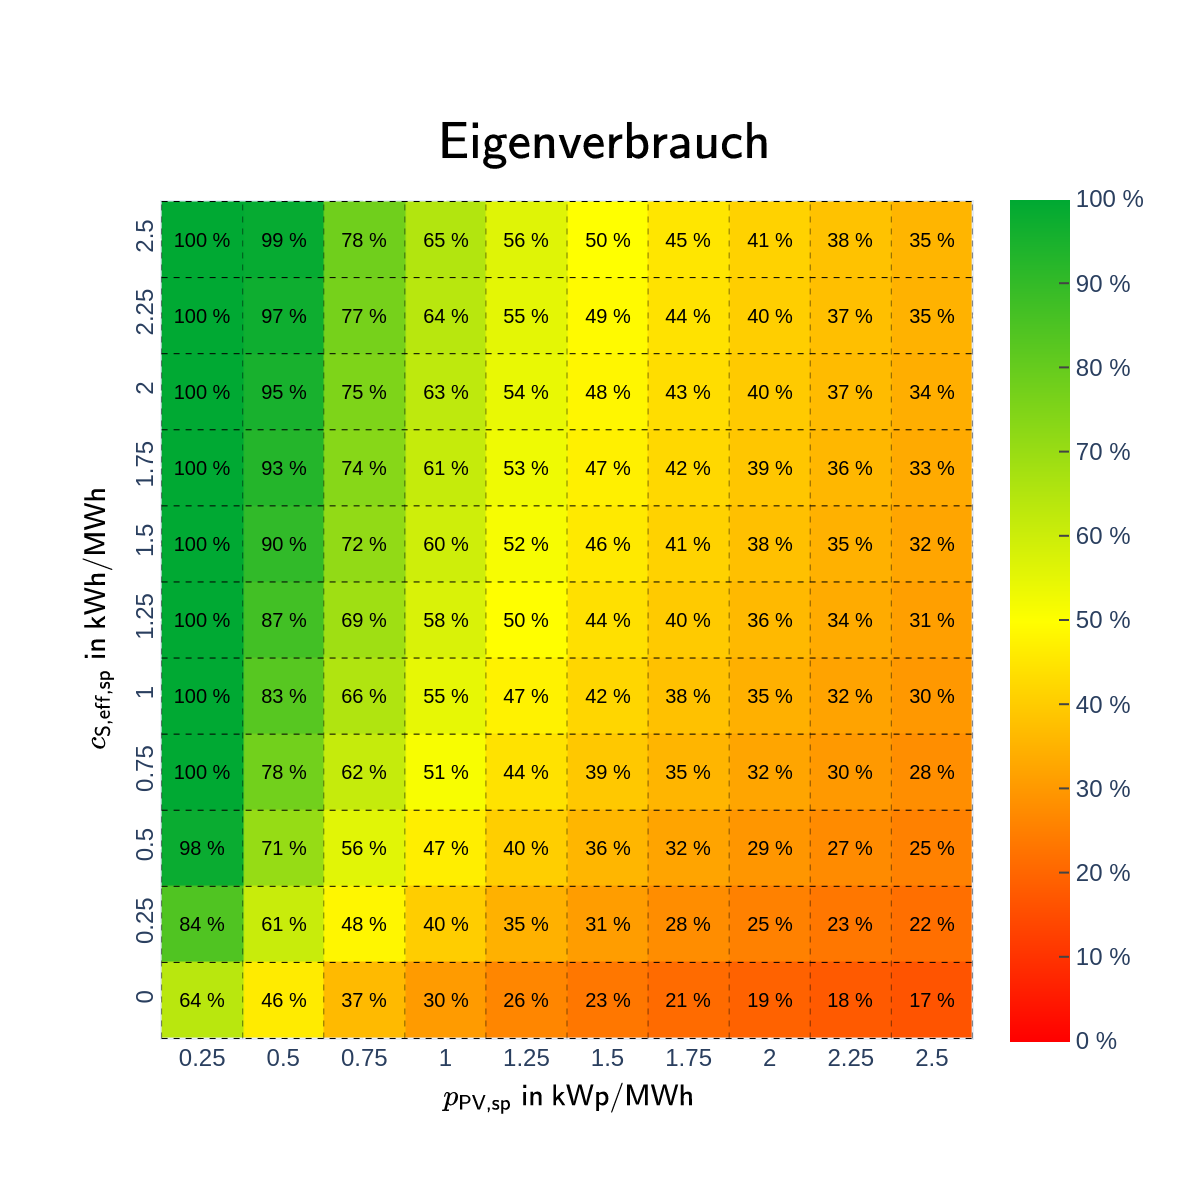 Eigenverbrauch
2.5 100 % 99 % 78 % 65 % 56 % 50 % 45 % 41 % 38 % 35 %
2.25 100 % 97 % 77 % 64 % 55 % 49 % 44 % 40 % 37 % 35 %
2 100 % 95 % 75 % 63 % 54 % 48 % 43 % 40 % 37 % 34 %
1.75 100 % 93 % 74 % 61 % 53 % 47 % 42 % 39 % 36 % 33 %
1.5 100 % 90 % 72 % 60 % 52 % 46 % 41 % 38 % 35 % 32 %
1.25 100 % 87 % 69 % 58 % 50 % 44 % 40 % 36 % 34 % 31 %
1 100 % 83 % 66 % 55 % 47 % 42 % 38 % 35 % 32 % 30 %
0.75 100 % 78 % 62 % 51 % 44 % 39 % 35 % 32 % 30 % 28 %
0.5 98 % 71 % 56 % 47 % 40 % 36 % 32 % 29 % 27 % 25 %
0.25 84 % 61 % 48 % 40 % 35 % 31 % 28 % 25 % 23 % 22 %
0 64 % 46 % 37 % 30 % 26 % 23 % 21 % 19 % 18 % 17 %
0.25 0.5 0.75 1 1.25 1.5 1.75 2 2.25 2.5
pPV,sp in kWp/MWh
cS,eff,sp in kWh/MWh
100 %
90 %
80 %
70 %
60 %
50 %
40 %
30 %
20 %
10 %
0 %